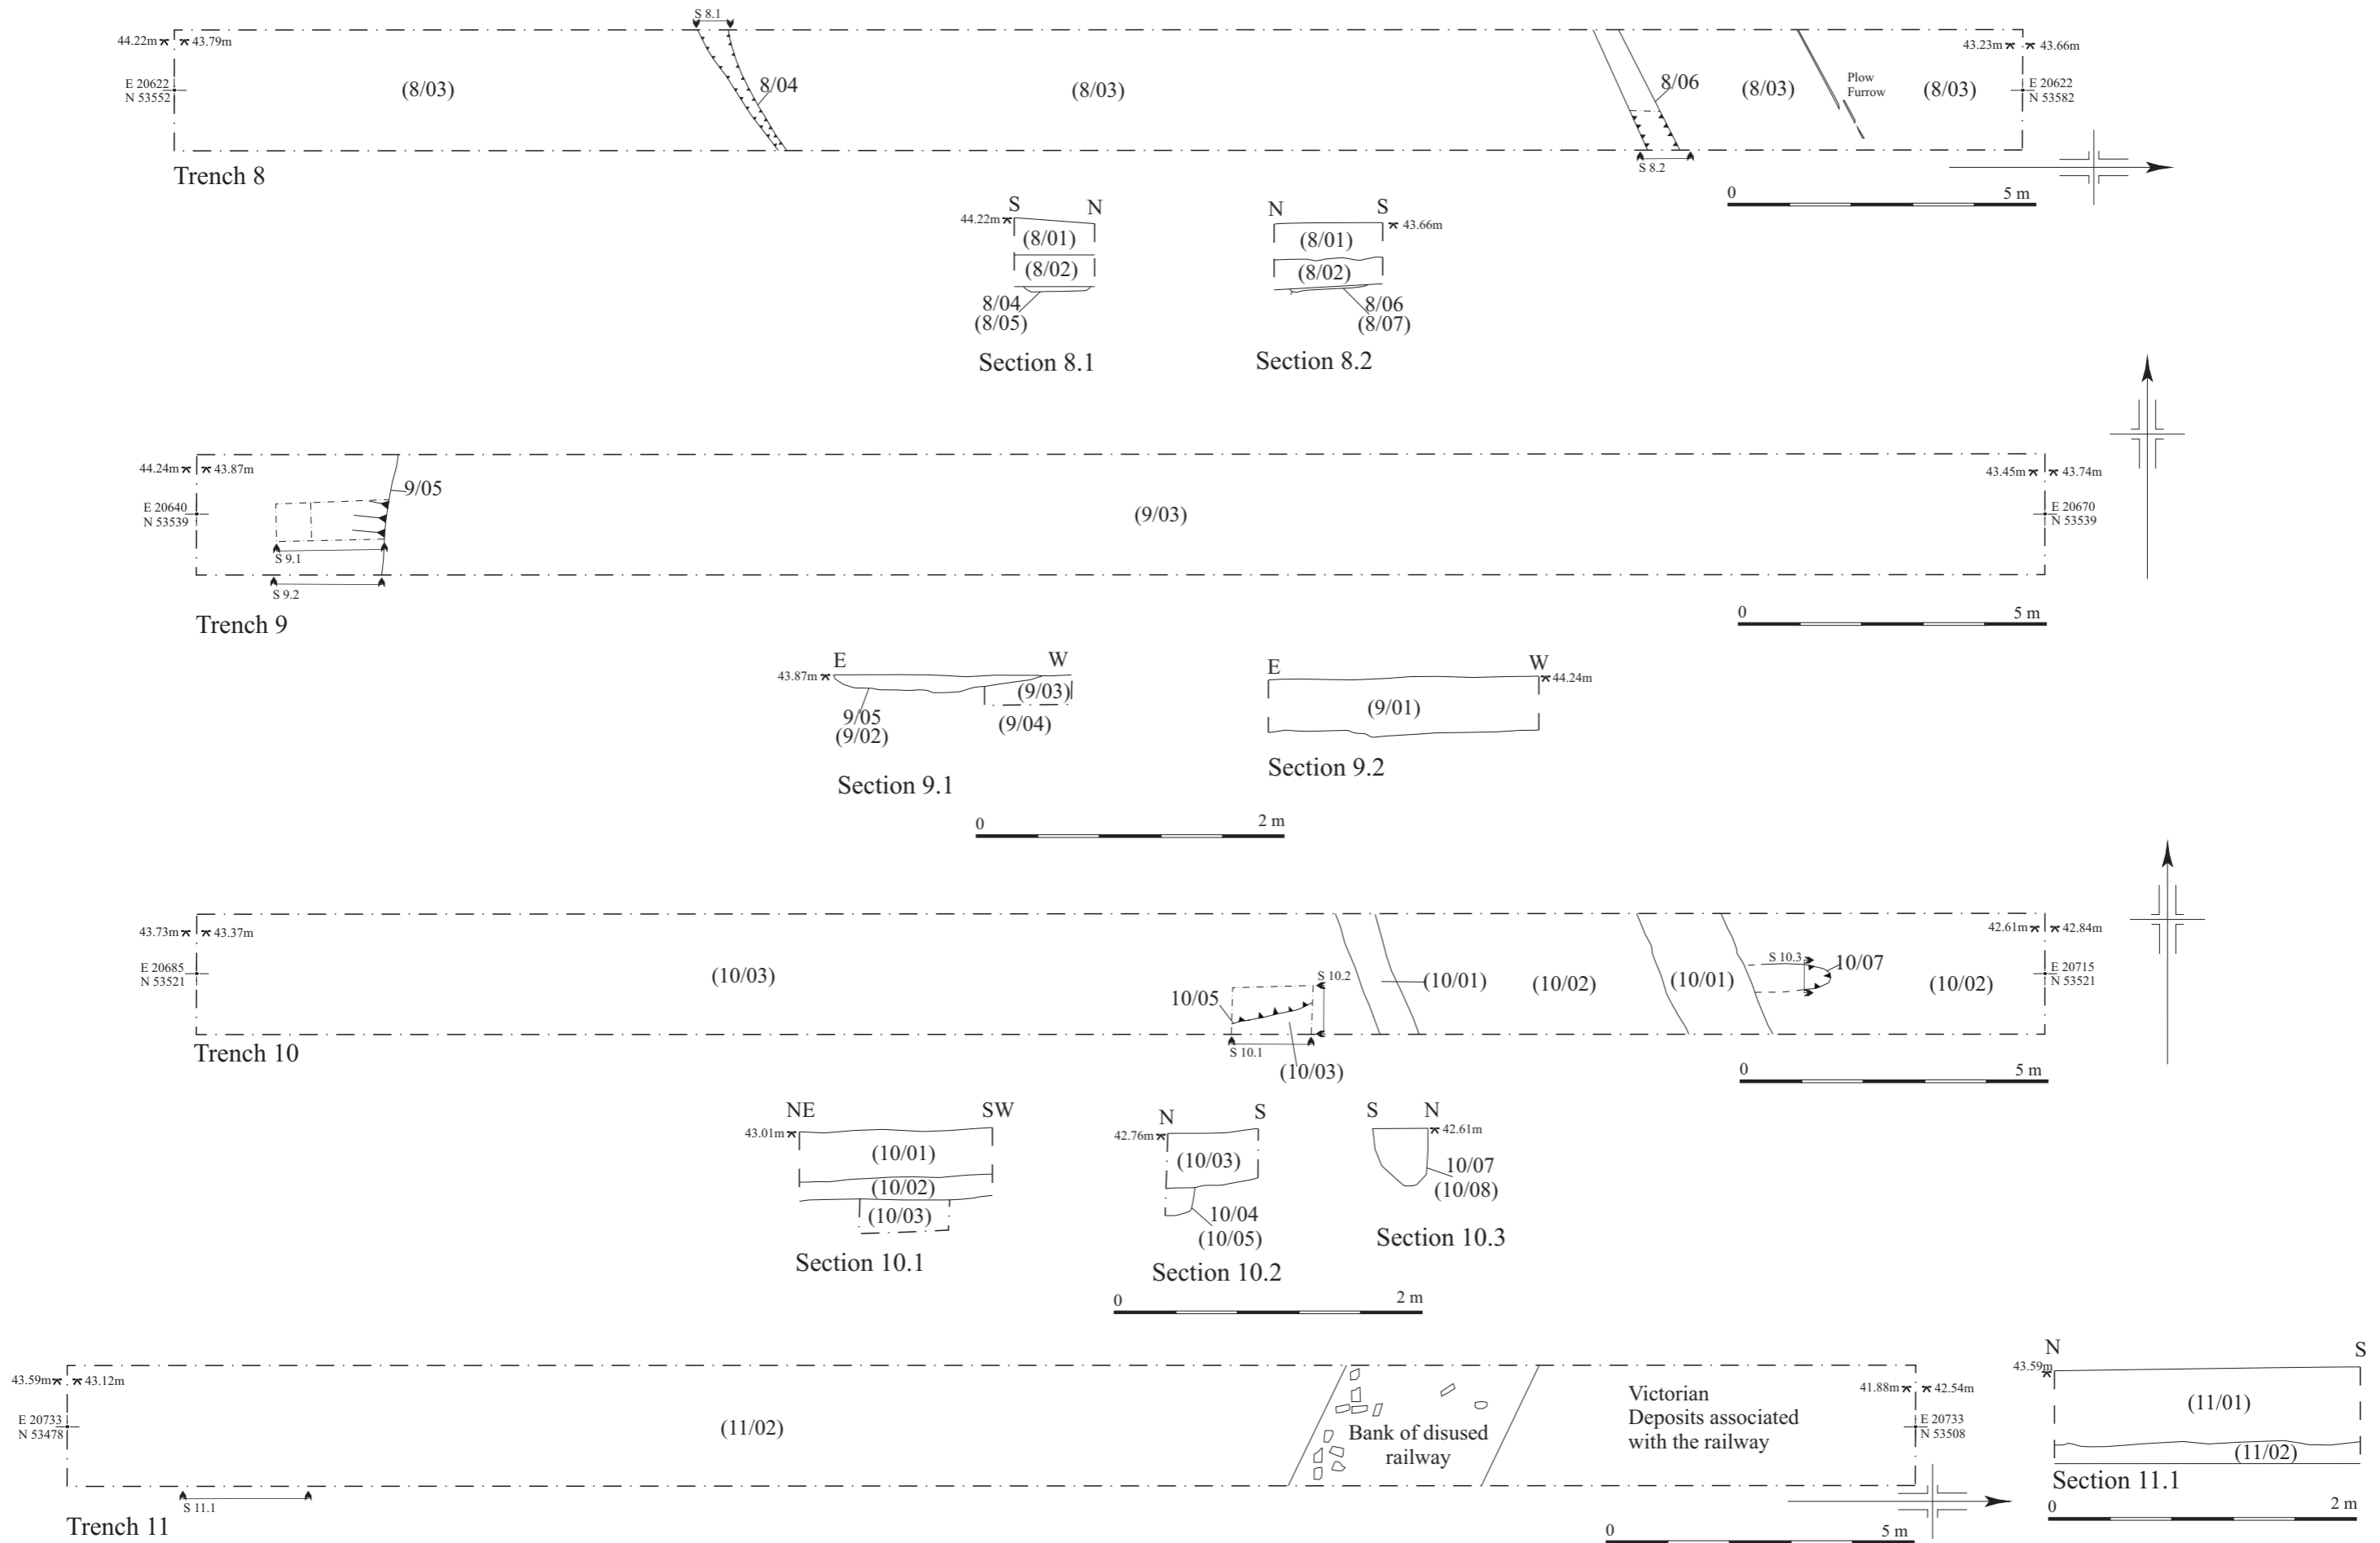 S 8.1
44.22m 43.79m
43.23m 43.66m
E 20622
N 53552
(8/03)
8/04
(8/03)
8/06
(8/03)
Plow
Furrow
(8/03)
E 20622
N 53582
S 8.2
Trench 8
0 5 m
S N
44.22m
(8/01)
(8/02)
8/04
(8/05)
Section 8.1
N S
43.66m
(8/01)
(8/02)
8/06
(8/07)
Section 8.2
44.24m 43.87m
43.45m 43.74m
E 20640
N 53539
9/05
(9/03)
E 20670
N 53539
S 9.1
S 9.2
Trench 9
0 5 m
E W
43.87m
(9/03)
9/05
(9/02)
(9/04)
Section 9.1
E W
44.24m
(9/01)
Section 9.2
0 2 m
43.73m 43.37m
42.61m 42.84m
E 20685
N 53521
(10/03)
10/05
S 10.2
(10/01)
(10/02)
(10/01)
S 10.3
10/07
(10/02)
E 20715
N 53521
S 10.1
(10/03)
Trench 10
0 5 m
NE SW
43.01m
(10/01)
(10/02)
(10/03)
Section 10.1
N S
42.76m
(10/03)
10/04
(10/05)
Section 10.2
S N
42.61m
10/07
(10/08)
Section 10.3
0 2 m
43.59m 43.12m
41.88m 42.54m
E 20733
N 53478
(11/02)
Bank of disused
railway
Victorian
Deposits associated
with the railway
E 20733
N 53508
S 11.1
Trench 11
0 5 m
N S
43.59m
(11/01)
(11/02)
Section 11.1
0 2 m